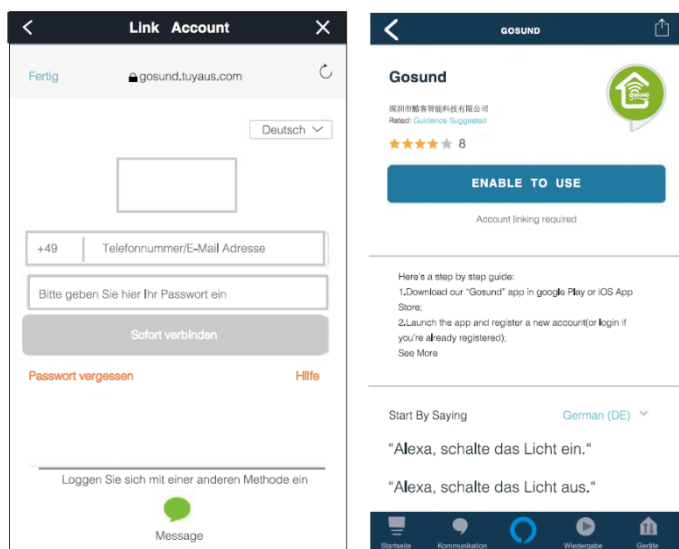 Link Account
Fertig
gosund.tuyaus.com
Deutsch
+49
Telefonnummer/E-Mail Adresse
Bitte geben Sie hier Ihr Passwort ein
Sofort verbinden
Passwort vergessen
Hilfe
Loggen Sie sich mit einer anderen Methode ein
Message
GOSUND
Gosund
深圳市酷客智能科技有限公司
Rated: Guidance Suggested
8
ENABLE TO USE
Account linking required
Here's a step by step guide:
1.Download our "Gosund" app in google Play or iOS App
Store;
2.Launch the app and register a new account(or login if
you're already registered);
See More
Start By Saying
German (DE)
"Alexa, schalte das Licht ein."
"Alexa, schalte das Licht aus."
Startseite
Kommunikation
Wiedergabe
Geräte